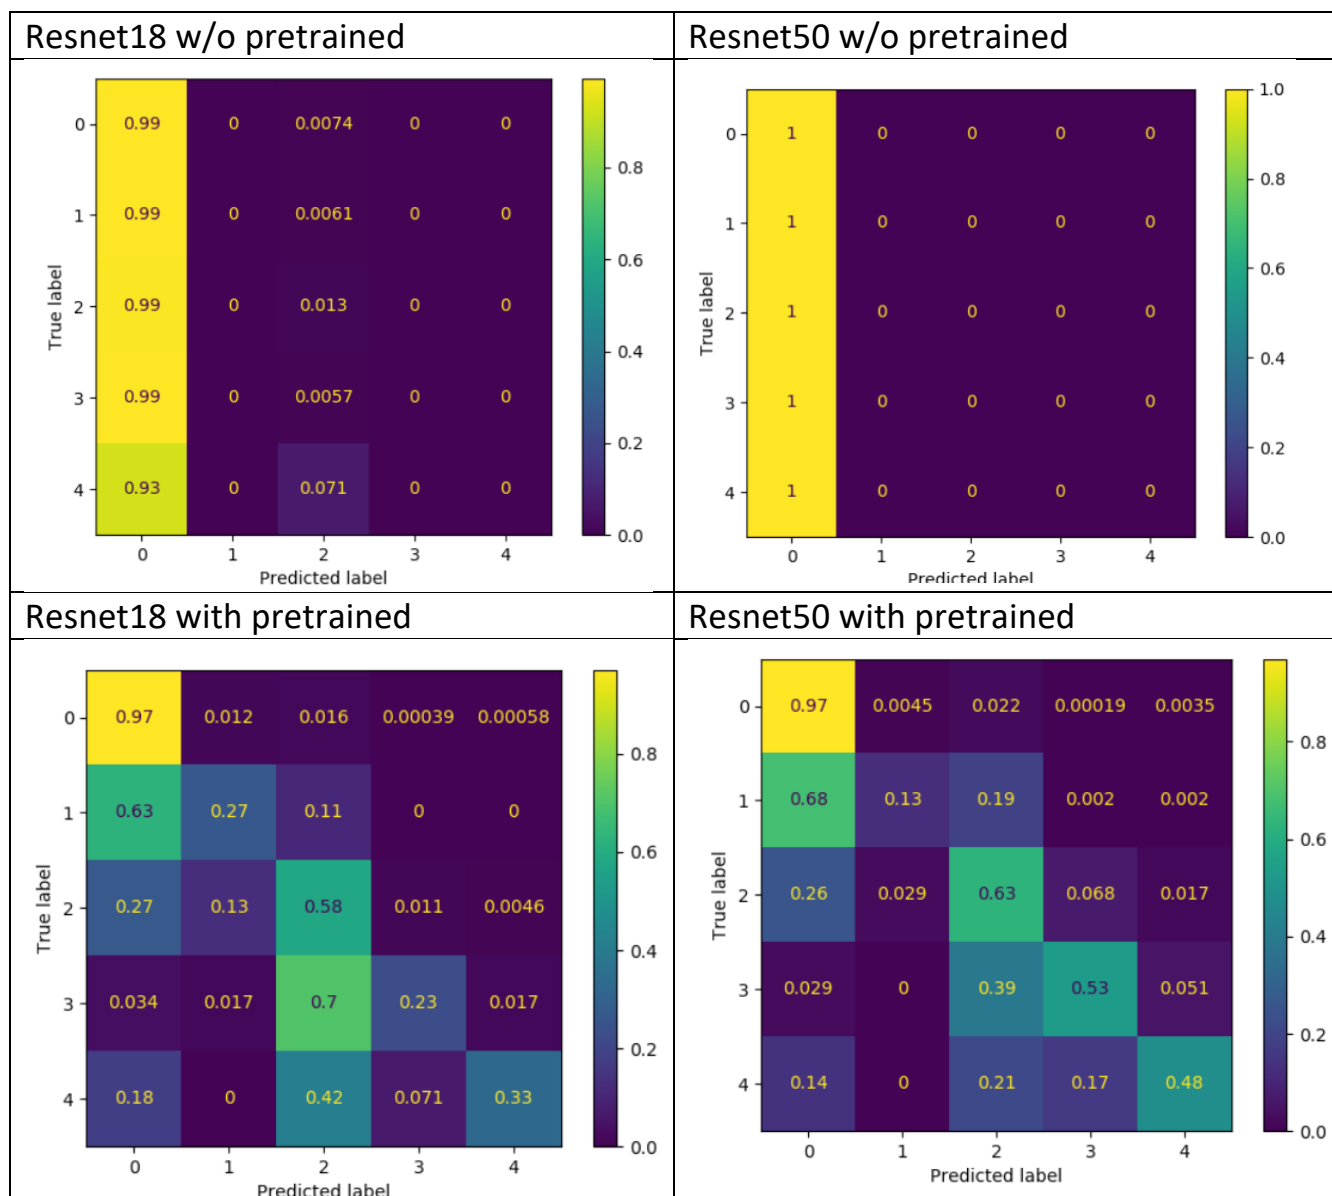 Resnet18 w/o pretrained
Resnet50 w/o pretrained
0 0.99 0 0.0074 0 0
1 0.99 0 0.0061 0 0
2 0.99 0 0.013 0 0
3 0.99 0 0.0057 0 0
4 0.93 0 0.071 0 0
0 1 2 3 4
True label
Predicted label
0.8
0.6
0.4
0.2
0.0
0 1 0 0 0 0
1 1 0 0 0 0
2 1 0 0 0 0
3 1 0 0 0 0
4 1 0 0 0 0
0 1 2 3 4
True label
Predicted label
1.0
0.8
0.6
0.4
0.2
0.0
Resnet18 with pretrained
Resnet50 with pretrained
0 0.97 0.012 0.016 0.00039 0.00058
1 0.63 0.27 0.11 0 0
2 0.27 0.13 0.58 0.011 0.0046
3 0.034 0.017 0.7 0.23 0.017
4 0.18 0 0.42 0.071 0.33
0 1 2 3 4
True label
Predicted label
0.8
0.6
0.4
0.2
0.0
0 0.97 0.0045 0.022 0.00019 0.0035
1 0.68 0.13 0.19 0.002 0.002
2 0.26 0.029 0.63 0.068 0.017
3 0.029 0 0.39 0.53 0.051
4 0.14 0 0.21 0.17 0.48
0 1 2 3 4
True label
Predicted label
0.8
0.6
0.4
0.2
0.0